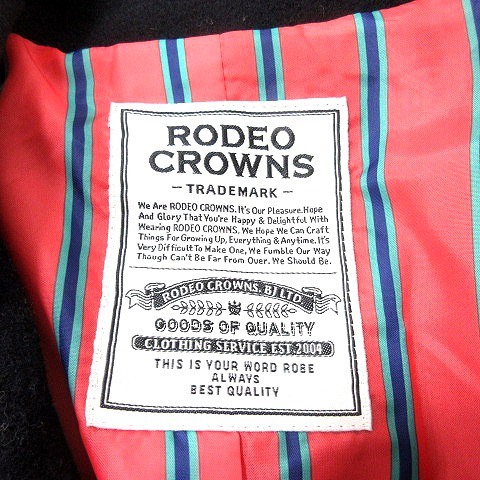 RODEO
CROWNS
- TRADEMARK -
We Are RODEO CROWNS. It's Our Pleasure. Hope
And Glory That You're Happy & Delightful With
Wearing RODEO CROWNS. We Hope We Can Craft
Things For Growing Up, Everything & Anytime. It's
Very Difficult To Make One, We Fumble Our Way
Though Can't Be Far From Over. We Should Be.
RODEO CROWNS. BJ LTD.
GOODS OF QUALITY
CLOTHING SERVICE EST 2004
THIS IS YOUR WORD ROBE
ALWAYS
BEST QUALITY